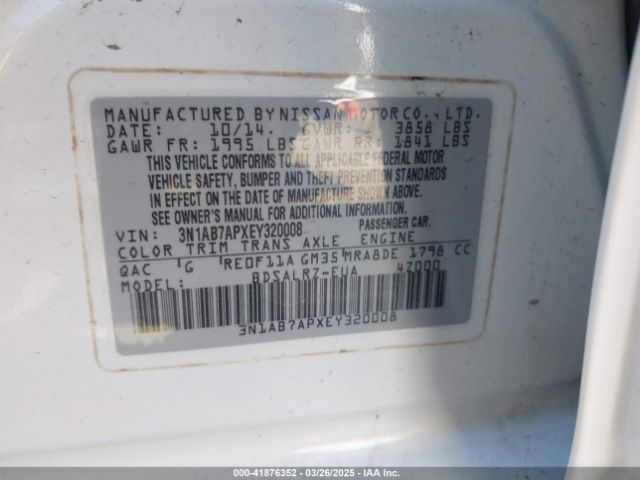 MANUFACTURED BY NISSAN MOTOR CO., LTD.
DATE: 10/14. GVWR: 3858 LBS
GAWR FR: 1995 LBS GAWR RR: 1841 LBS
THIS VEHICLE CONFORMS TO ALL APPLICABLE FEDERAL MOTOR
VEHICLE SAFETY, BUMPER AND THEFT PREVENTION STANDARDS
IN EFFECT ON THE DATE OF MANUFACTURE SHOWN ABOVE.
SEE OWNER'S MANUAL FOR ADDITIONAL INFORMATION.
VIN: 3N1AB7APXEY320008 PASSENGER CAR.
COLOR TRIM TRANS AXLE ENGINE
QAC G RE0F11A GM35 MRA8DE 1798 CC
MODEL: BDSALRZ-EUA 4Z000
3N1AB7APXEY320008
000-41876352 | 03/26/2025 | IAA Inc.